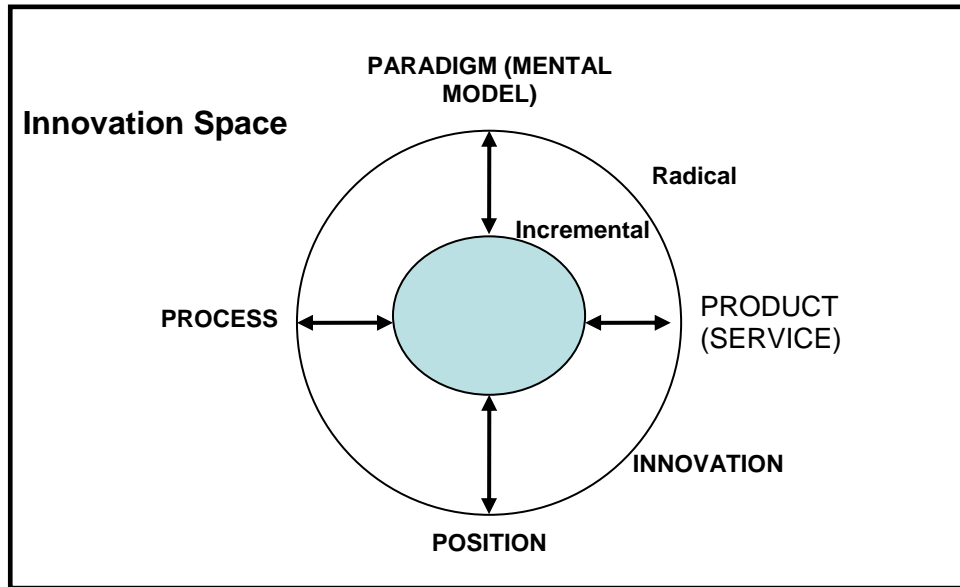 PARADIGM (MENTAL
MODEL)
Innovation Space
Radical
Incremental
PROCESS
PRODUCT
(SERVICE)
INNOVATION
POSITION